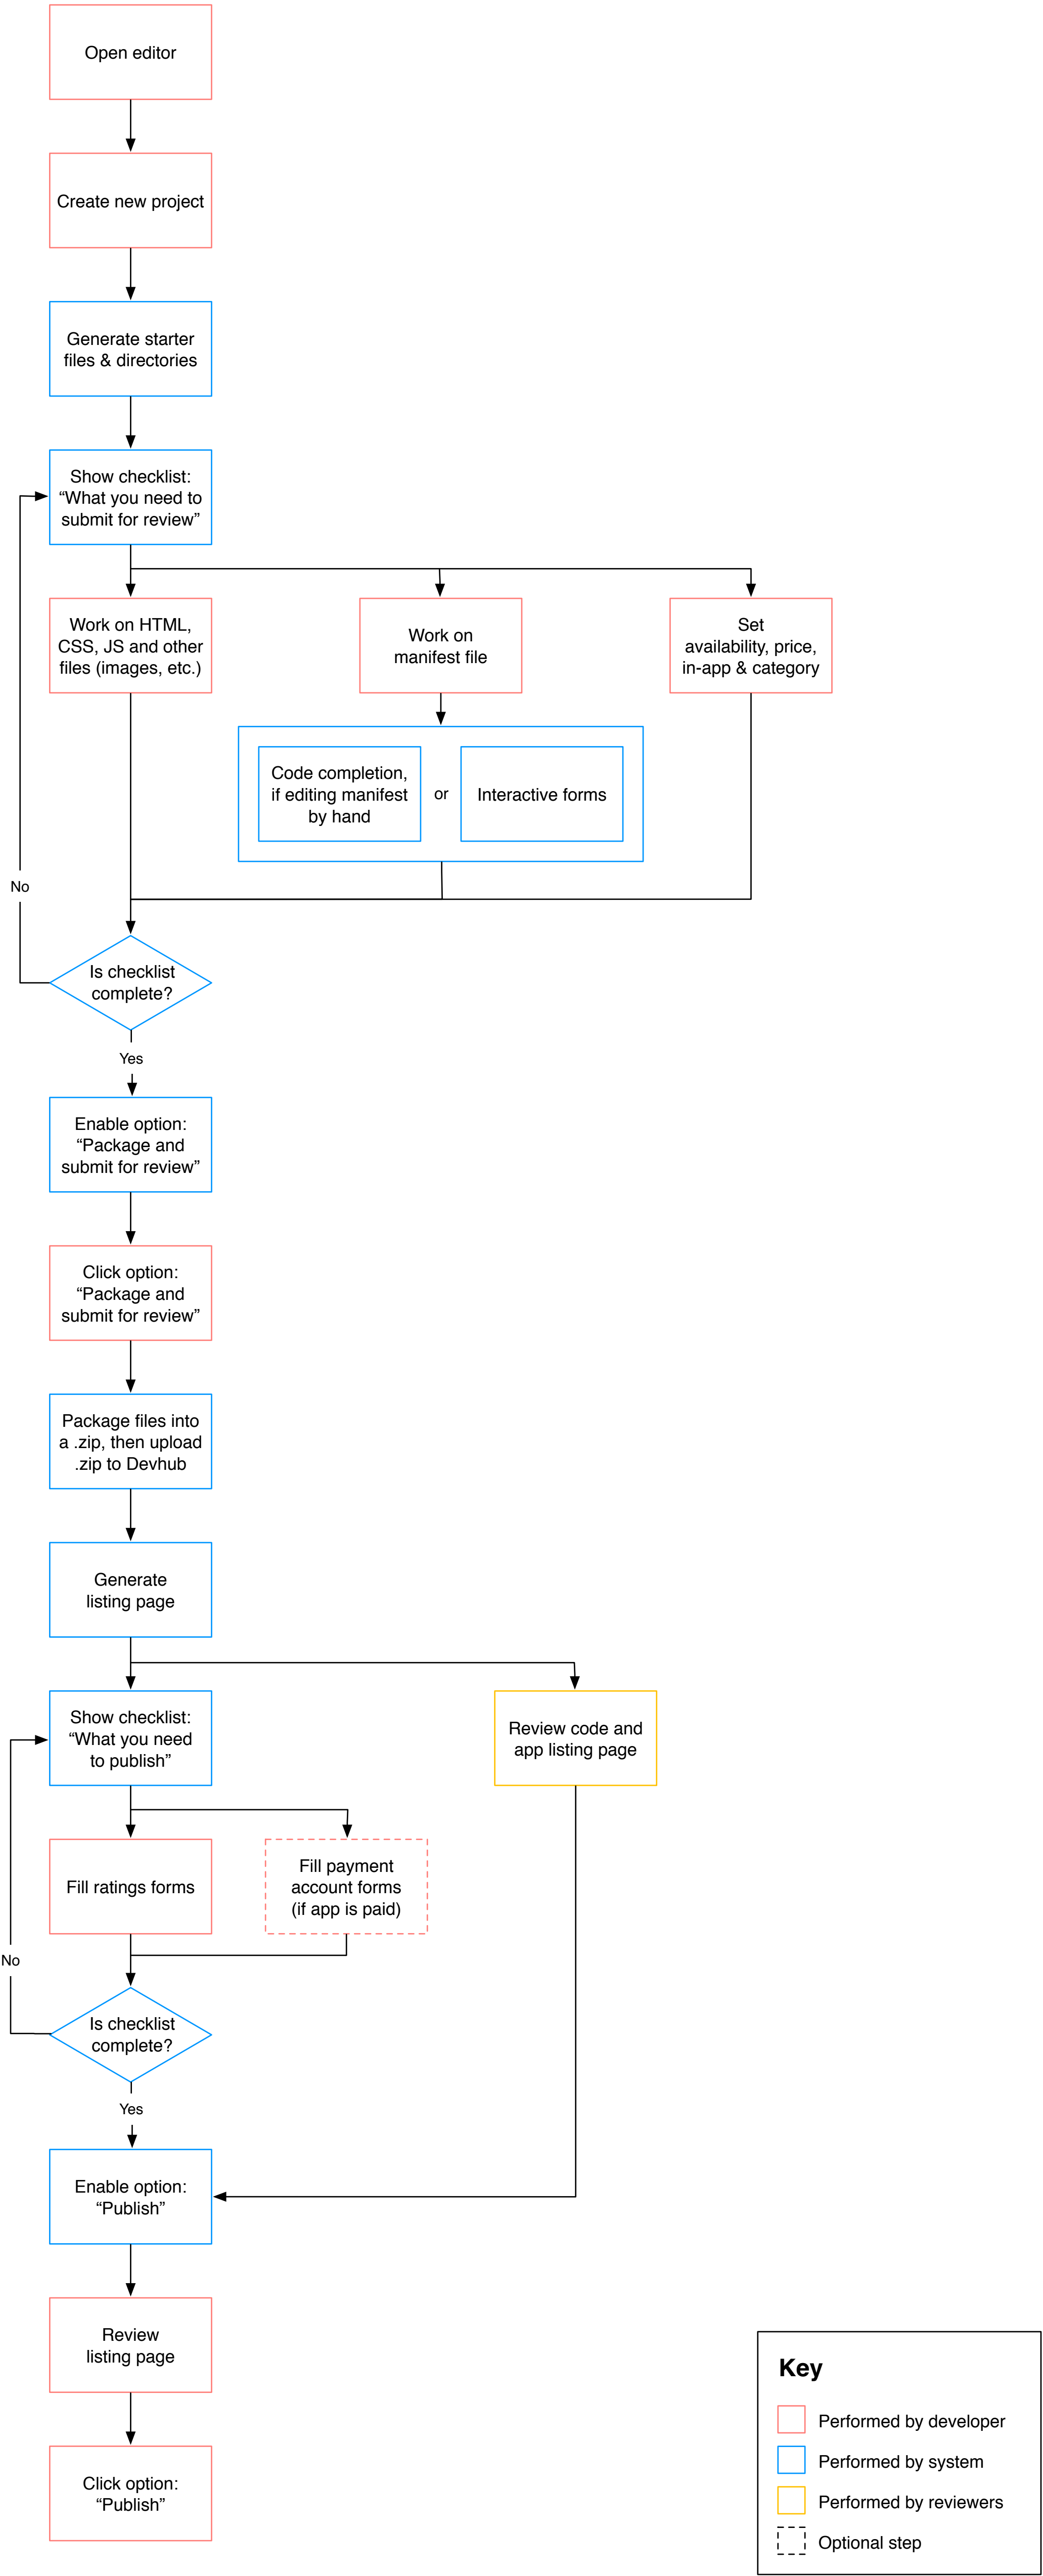 Open editor
Create new project
Generate starter
files & directories
Show checklist:
“What you need to
submit for review”
Work on HTML,
CSS, JS and other
files (images, etc.)
Work on
manifest file
Set
availability, price,
in-app & category
Code completion,
if editing manifest
by hand
or
Interactive forms
No
Is checklist
complete?
Yes
Enable option:
“Package and
submit for review”
Click option:
“Package and
submit for review”
Package files into
a .zip, then upload
.zip to Devhub
Generate
listing page
Show checklist:
“What you need
to publish”
Review code and
app listing page
Fill ratings forms
Fill payment
account forms
(if app is paid)
No
Is checklist
complete?
Yes
Enable option:
“Publish”
Review
listing page
Click option:
“Publish”
Key
Performed by developer
Performed by system
Performed by reviewers
Optional step